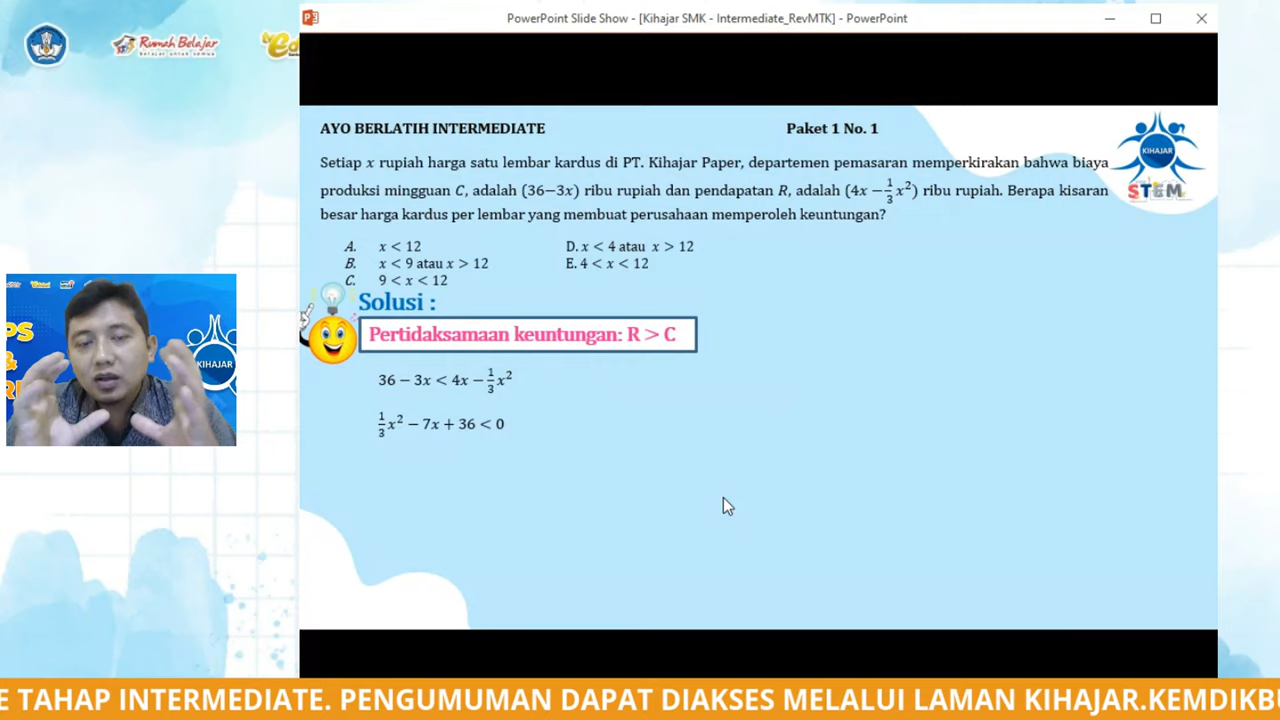 PowerPoint Slide Show - [Kihajar SMK - Intermediate_RevMTK] - PowerPoint
Rumah Belajar
belajar untuk semua
AYO BERLATIH INTERMEDIATE Paket 1 No. 1
KIHAJAR
STEM
Setiap x rupiah harga satu lembar kardus di PT. Kihajar Paper, departemen pemasaran memperkirakan bahwa biaya
produksi mingguan C, adalah (36−3x) ribu rupiah dan pendapatan R, adalah (4x − 1/3 x²) ribu rupiah. Berapa kisaran
besar harga kardus per lembar yang membuat perusahaan memperoleh keuntungan?
A. x < 12 D. x < 4 atau x > 12
B. x < 9 atau x > 12 E. 4 < x < 12
C. 9 < x < 12
Solusi :
Pertidaksamaan keuntungan: R > C
36 − 3x < 4x − 1/3 x²
1/3 x² − 7x + 36 < 0
KIHAJAR
E TAHAP INTERMEDIATE. PENGUMUMAN DAPAT DIAKSES MELALUI LAMAN KIHAJAR.KEMDIKB